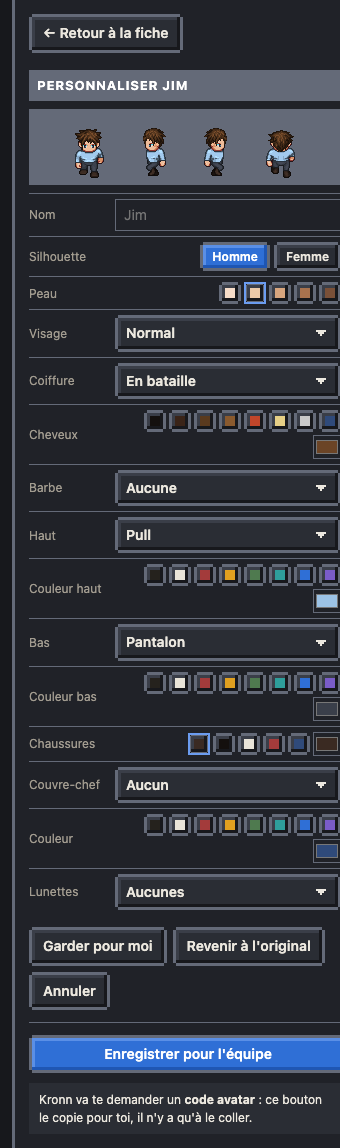 ← Retour à la fiche
PERSONNALISER JIM
Nom
Jim
Silhouette
Homme
Femme
Peau
Visage
Normal
Coiffure
En bataille
Cheveux
Barbe
Aucune
Haut
Pull
Couleur haut
Bas
Pantalon
Couleur bas
Chaussures
Couvre-chef
Aucun
Couleur
Lunettes
Aucunes
Garder pour moi
Revenir à l'original
Annuler
Enregistrer pour l'équipe
Kronn va te demander un code avatar : ce bouton
le copie pour toi, il n'y a qu'à le coller.